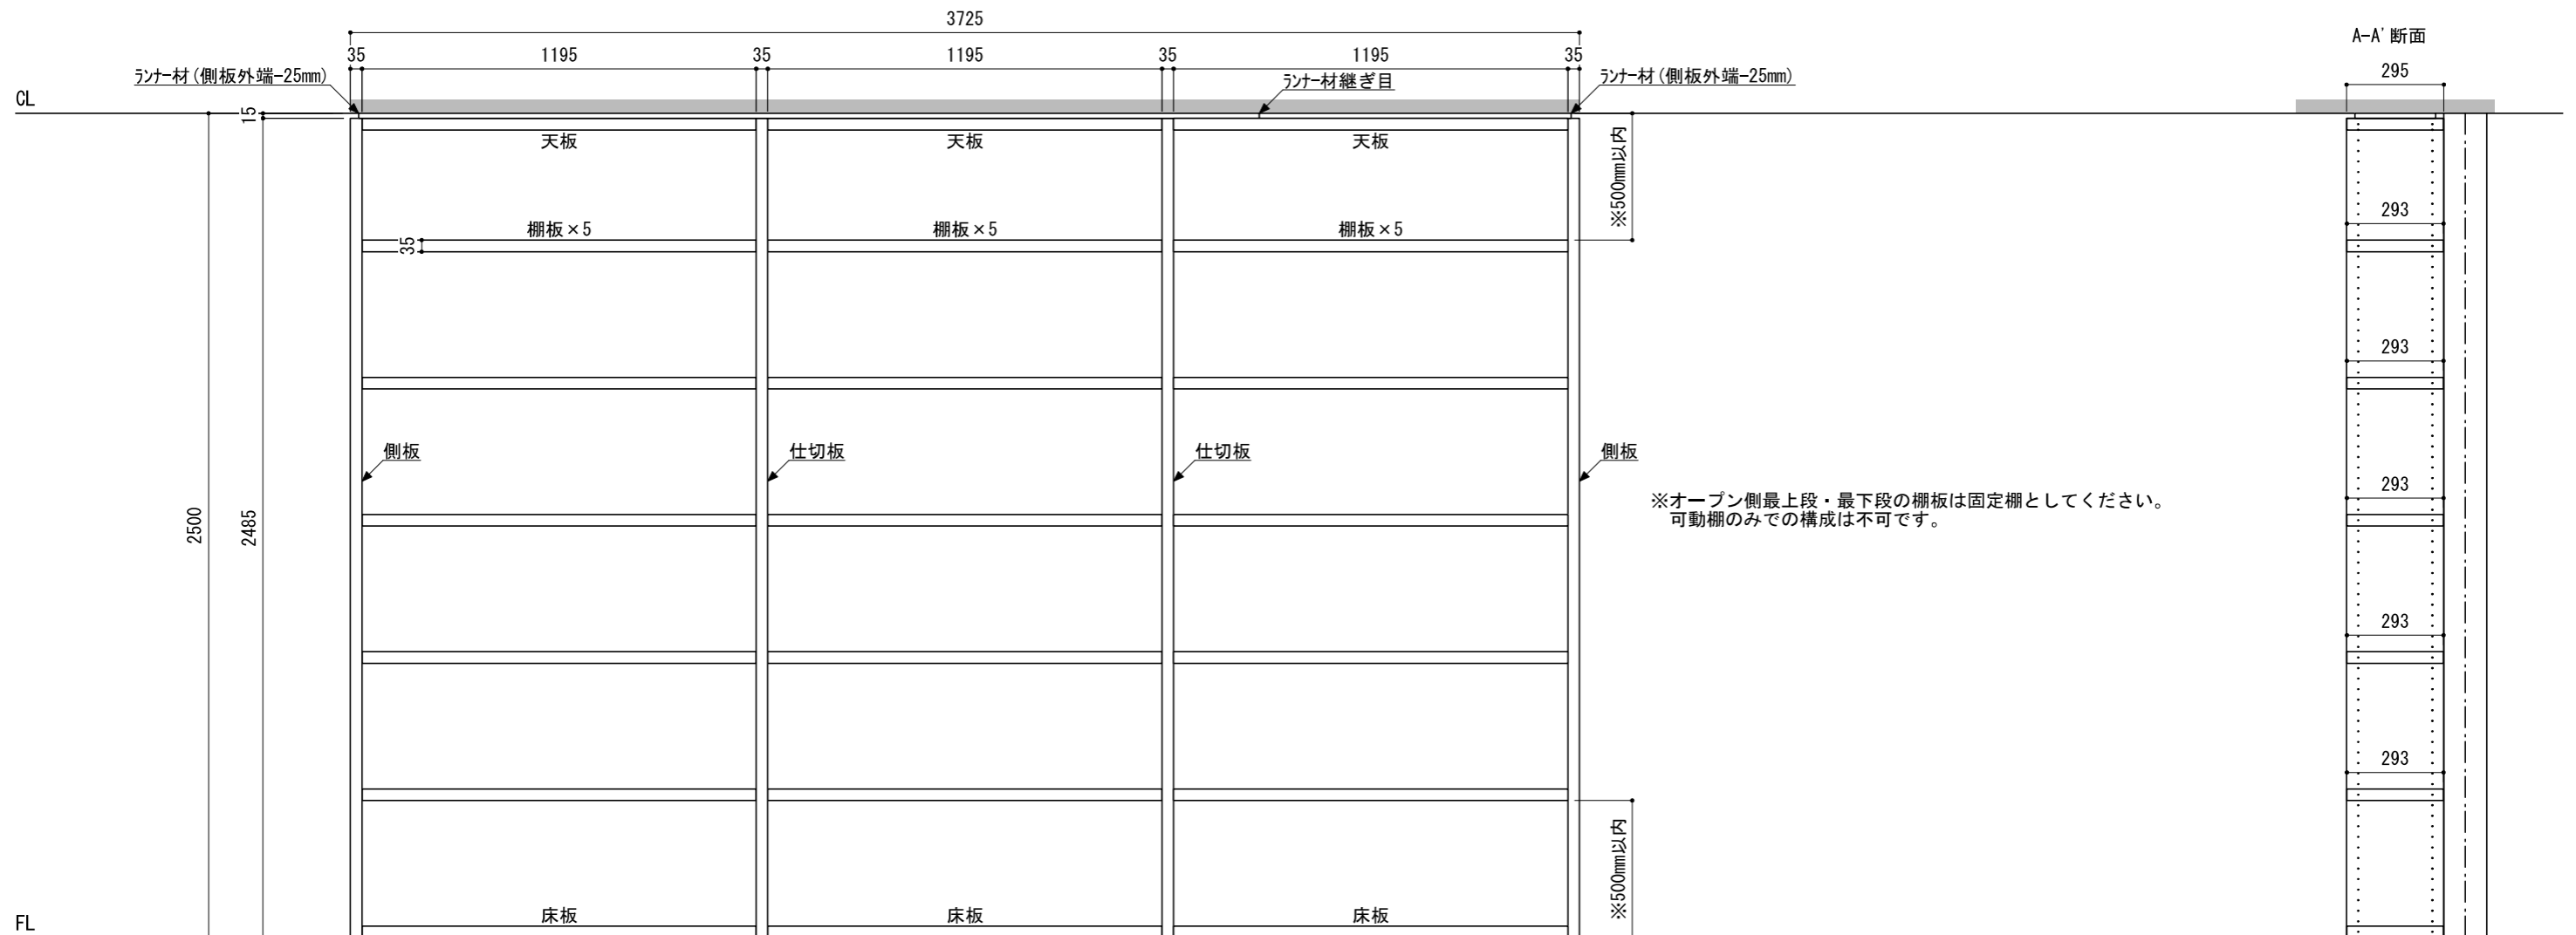 3725
A-A' 断面
35 1195 35 1195 35 1195 35
ﾗﾝﾅｰ材(側板外端-25mm)
ﾗﾝﾅｰ材継ぎ目
ﾗﾝﾅｰ材(側板外端-25mm)
295
CL
15
天板 天板 天板
※500mm以内
棚板×5 棚板×5 棚板×5
293
35
293
側板 仕切板 仕切板 側板
2500
2485
※オープン側最上段・最下段の棚板は固定棚としてください。
可動棚のみでの構成は不可です。
293
293
293
※500mm以内
床板 床板 床板
FL